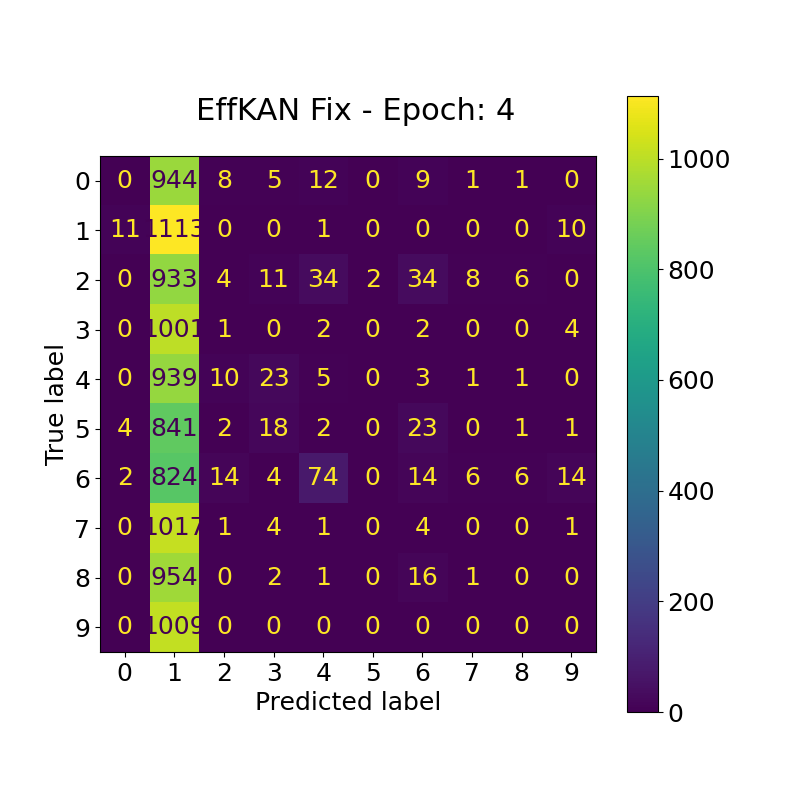 EffKAN Fix - Epoch: 4
0 0 944 8 5 12 0 9 1 1 0
1 11 1113 0 0 1 0 0 0 0 10
2 0 933 4 11 34 2 34 8 6 0
3 0 1001 1 0 2 0 2 0 0 4
4 0 939 10 23 5 0 3 1 1 0
5 4 841 2 18 2 0 23 0 1 1
6 2 824 14 4 74 0 14 6 6 14
7 0 1017 1 4 1 0 4 0 0 1
8 0 954 0 2 1 0 16 1 0 0
9 0 1009 0 0 0 0 0 0 0 0
0 1 2 3 4 5 6 7 8 9
Predicted label
True label
1000
800
600
400
200
0